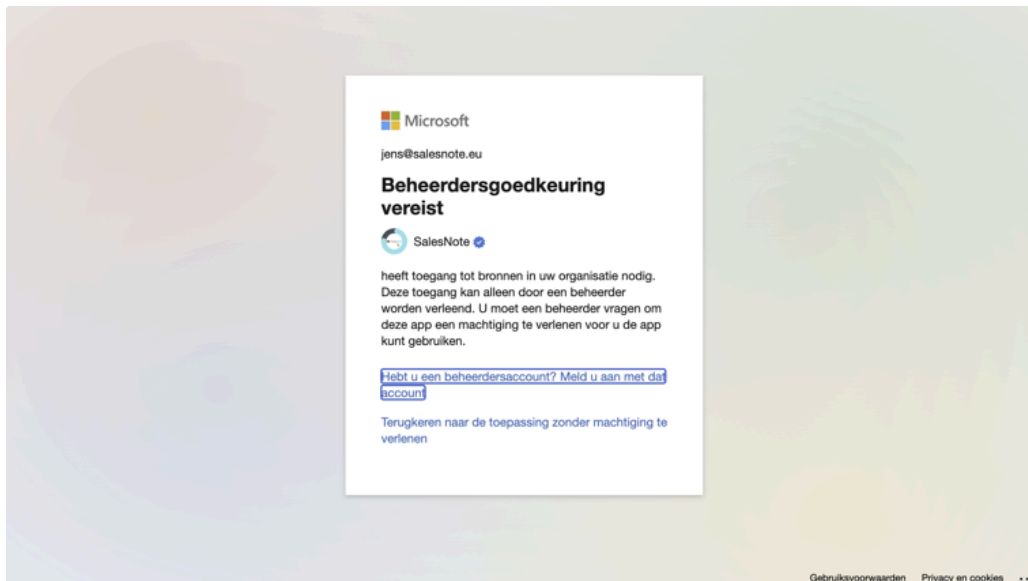 Microsoft
jens@salesnote.eu
Beheerdersgoedkeuring
vereist
SalesNote
heeft toegang tot bronnen in uw organisatie nodig.
Deze toegang kan alleen door een beheerder
worden verleend. U moet een beheerder vragen om
deze app een machtiging te verlenen voor u de app
kunt gebruiken.
Hebt u een beheerdersaccount? Meld u aan met dat
account
Terugkeren naar de toepassing zonder machtiging te
verlenen
Gebruiksvoorwaarden Privacy en cookies